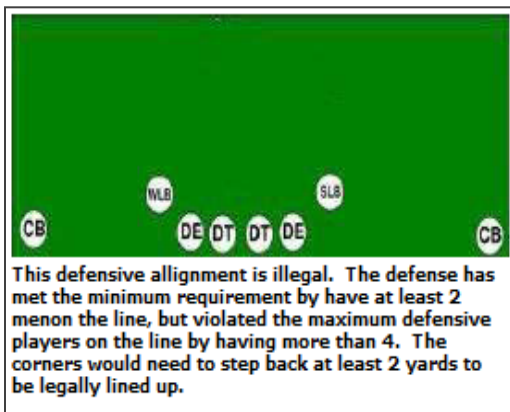 WLB SLB
CB DE DT DT DE CB
This defensive allignment is illegal. The defense has
met the minimum requirement by have at least 2
menon the line, but violated the maximum defensive
players on the line by having more than 4. The
corners would need to step back at least 2 yards to
be legally lined up.